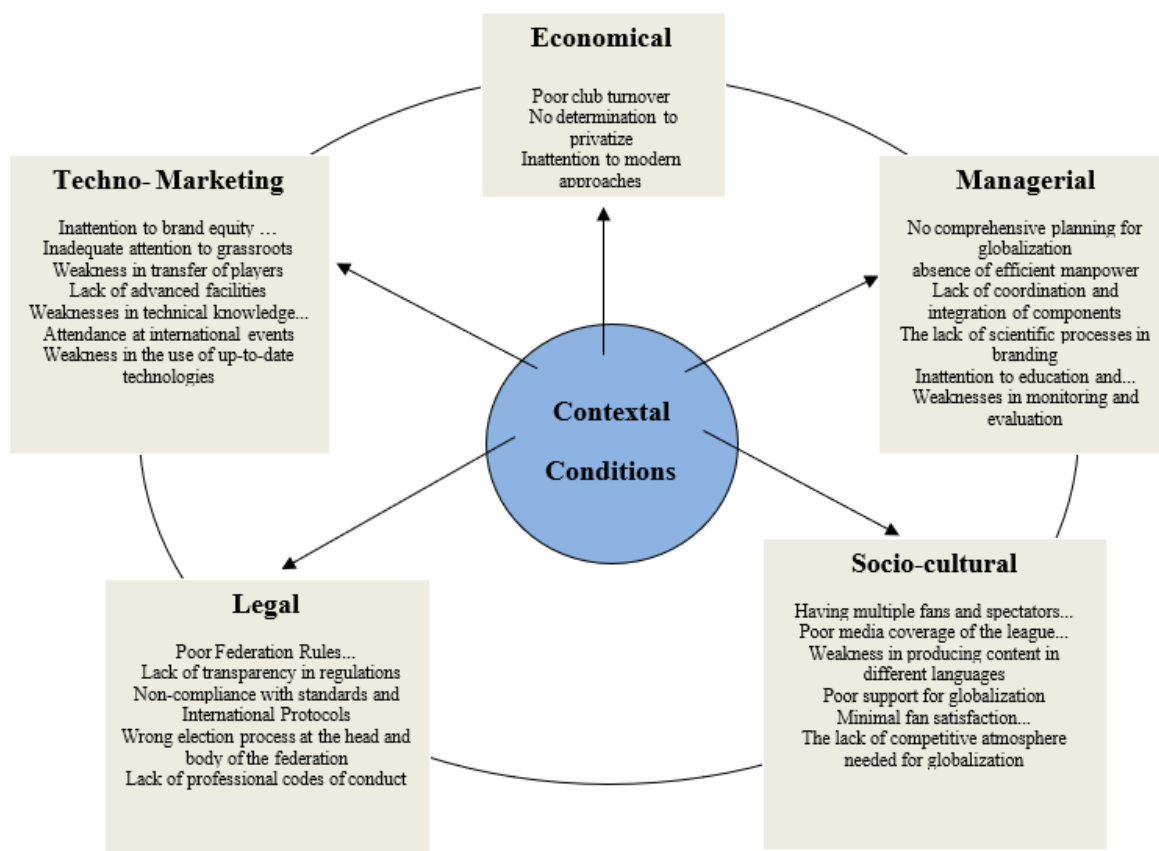 Economical
Poor club turnover
No determination to
privatize
Inattention to modern
approaches
Techno- Marketing
Inattention to brand equity …
Inadequate attention to grassroots
Weakness in transfer of players
Lack of advanced facilities
Weaknesses in technical knowledge...
Attendance at international events
Weakness in the use of up-to-date
technologies
Managerial
No comprehensive planning for
globalization
absence of efficient manpower
Lack of coordination and
integration of components
The lack of scientific processes in
branding
Inattention to education and...
Weaknesses in monitoring and
evaluation
Contextal
Conditions
Legal
Poor Federation Rules...
Lack of transparency in regulations
Non-compliance with standards and
International Protocols
Wrong election process at the head and
body of the federation
Lack of professional codes of conduct
Socio-cultural
Having multiple fans and spectators...
Poor media coverage of the league...
Weakness in producing content in
different languages
Poor support for globalization
Minimal fan satisfaction...
The lack of competitive atmosphere
needed for globalization